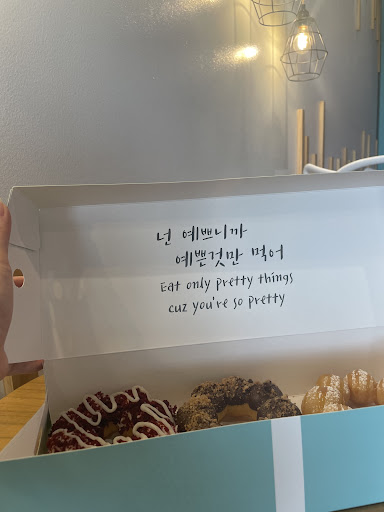 넌 예쁘니까
예쁜것만 먹어
Eat only pretty things
cuz you're so pretty